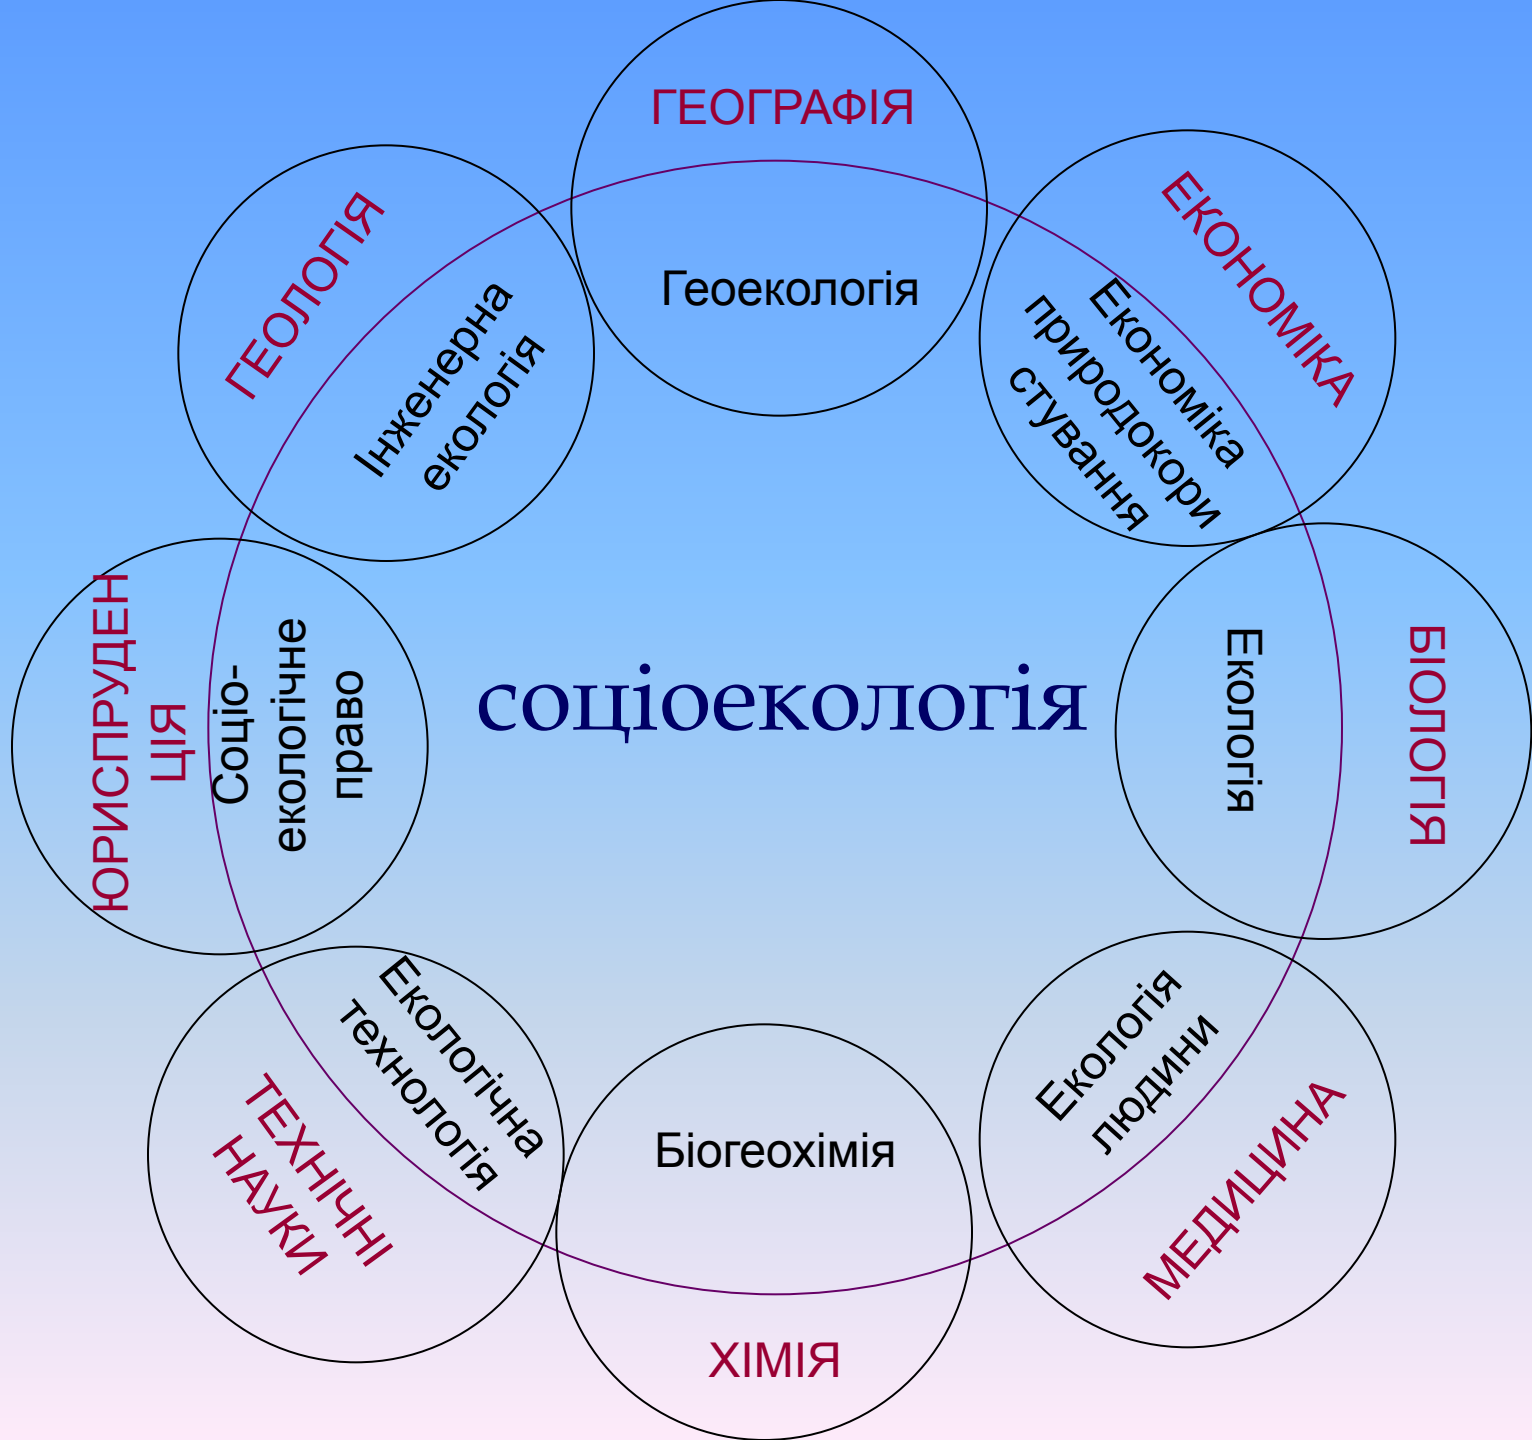 ГЕОГРАФІЯ
Геоекологія
ЕКОНОМІКА
Економіка
природокори
стування
БІОЛОГІЯ
Екологія
Екологія
людини
МЕДИЦИНА
Біогеохімія
ХІМІЯ
Екологічна
технологія
ТЕХНІЧНІ
НАУКИ
ЮРИСПРУДЕН
ЦІЯ
Соціо-
екологічне
право
ГЕОЛОГІЯ
Інженерна
екологія
соціоекологія